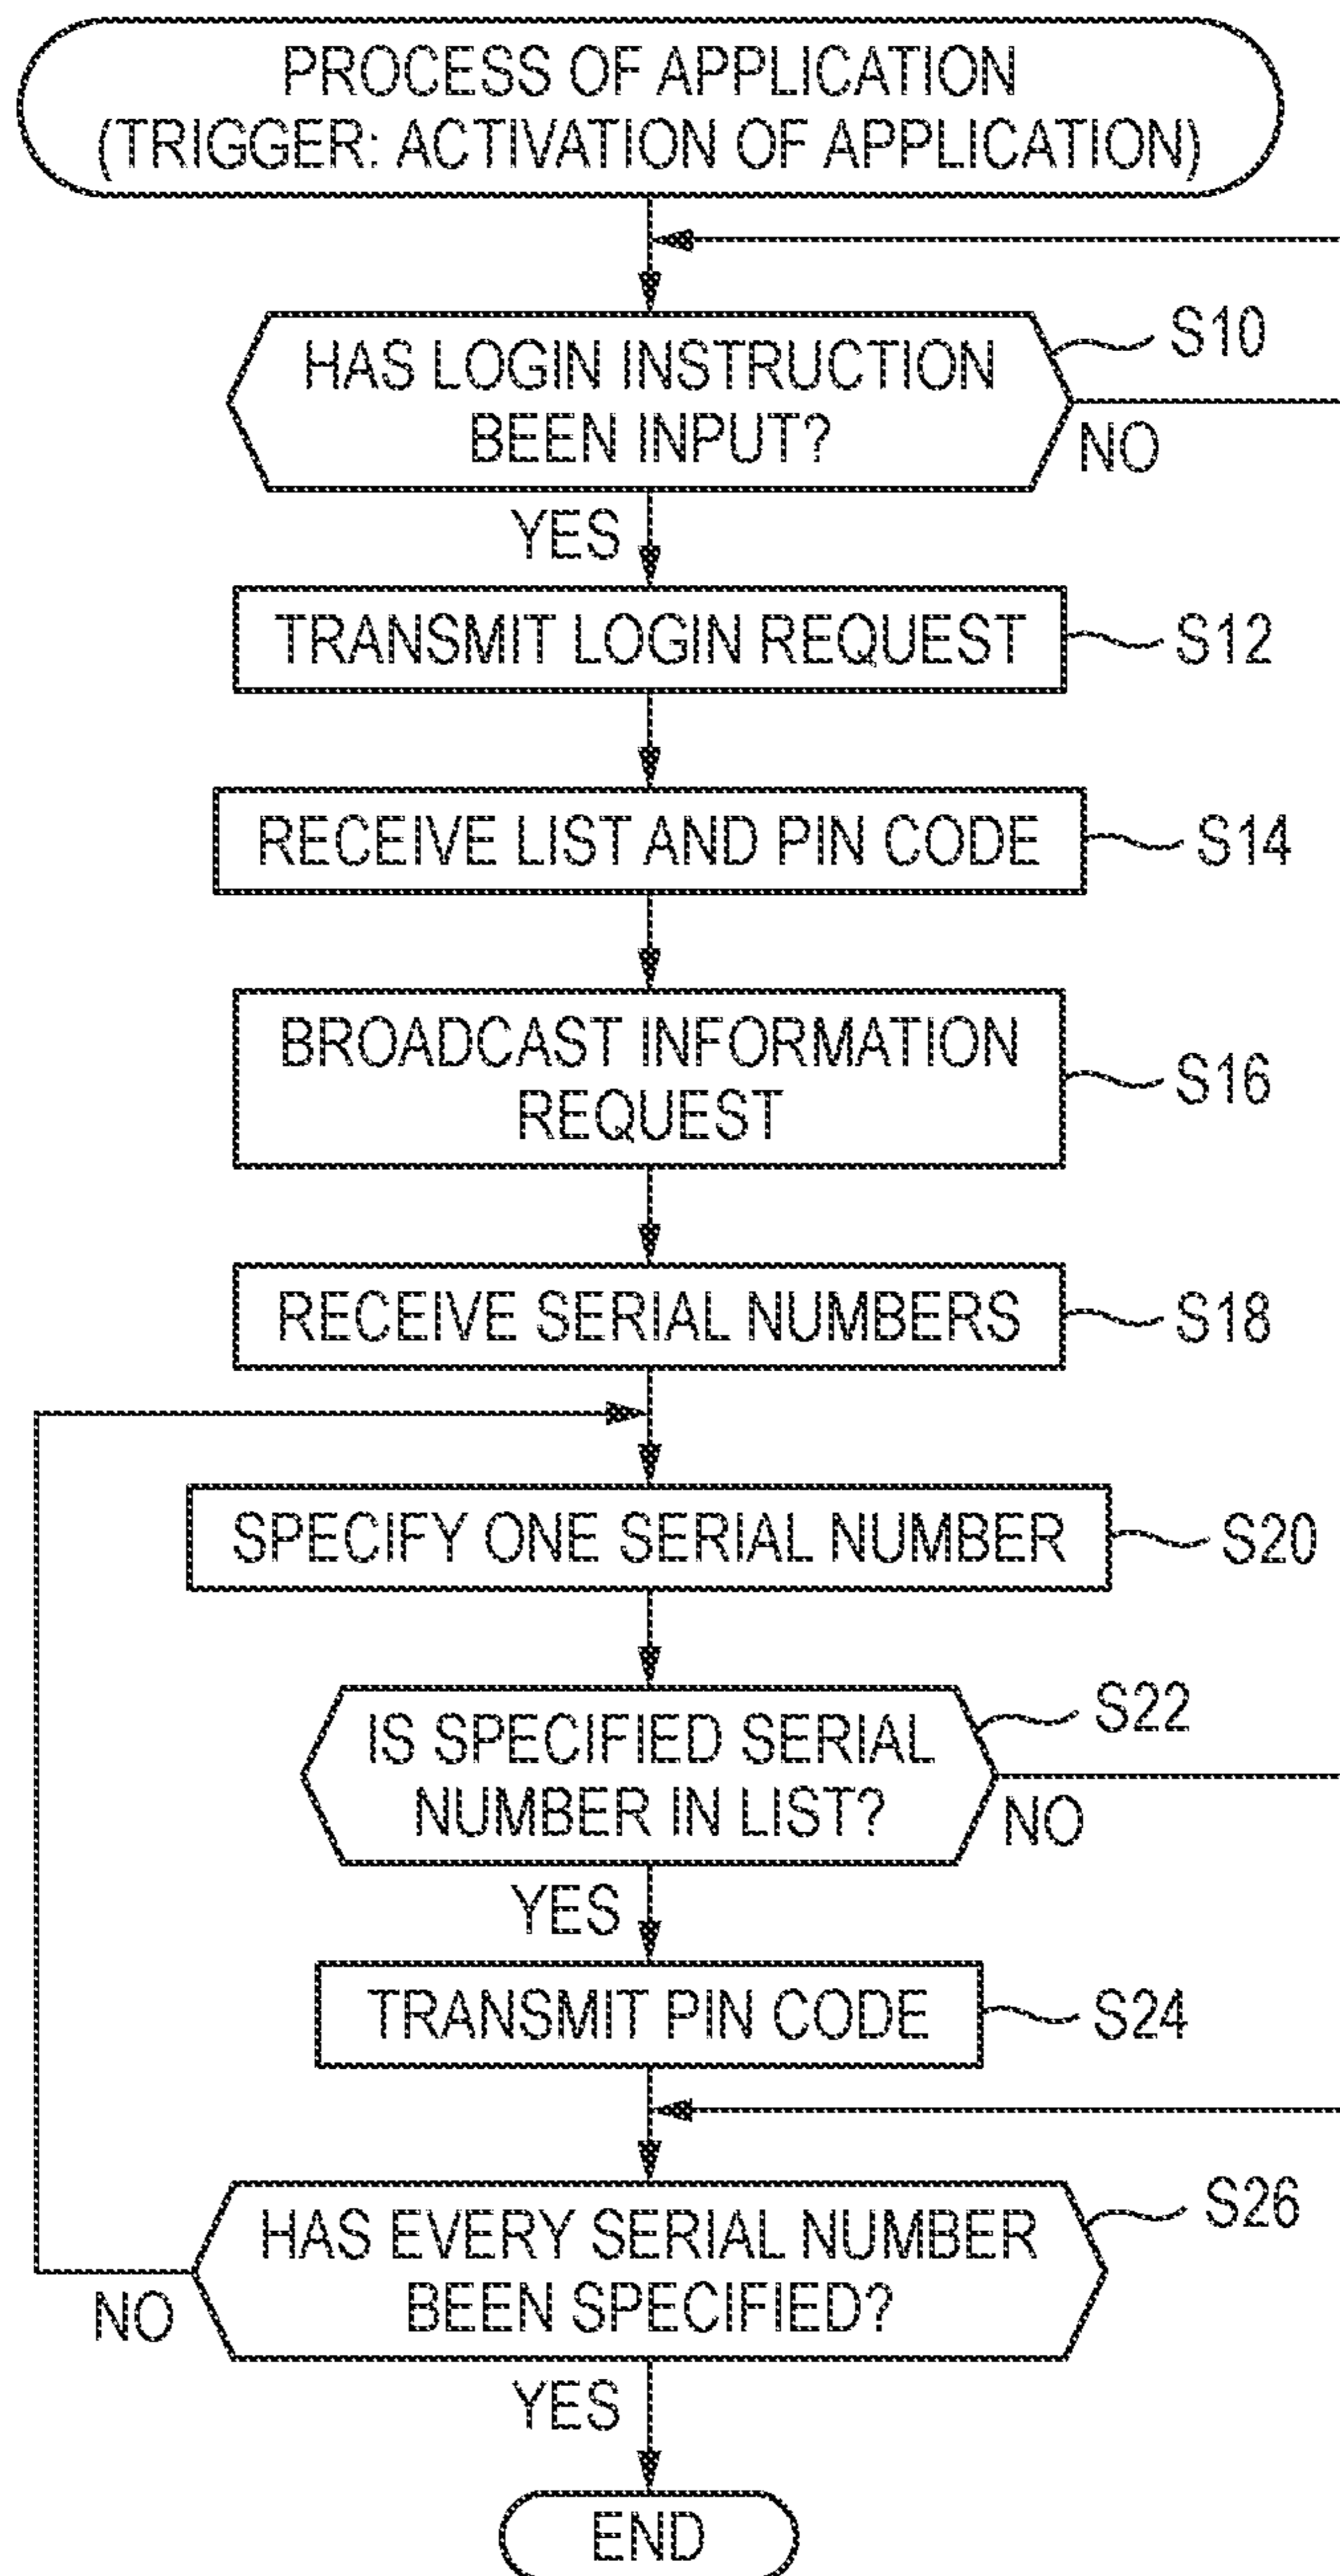 PROCESS OF APPLICATION
(TRIGGER: ACTIVATION OF APPLICATION)
HAS LOGIN INSTRUCTION
BEEN INPUT?
S10
NO
YES
TRANSMIT LOGIN REQUEST
S12
RECEIVE LIST AND PIN CODE
S14
BROADCAST INFORMATION
REQUEST
S16
RECEIVE SERIAL NUMBERS
S18
SPECIFY ONE SERIAL NUMBER
S20
IS SPECIFIED SERIAL
NUMBER IN LIST?
S22
NO
YES
TRANSMIT PIN CODE
S24
HAS EVERY SERIAL NUMBER
BEEN SPECIFIED?
S26
NO
YES
END